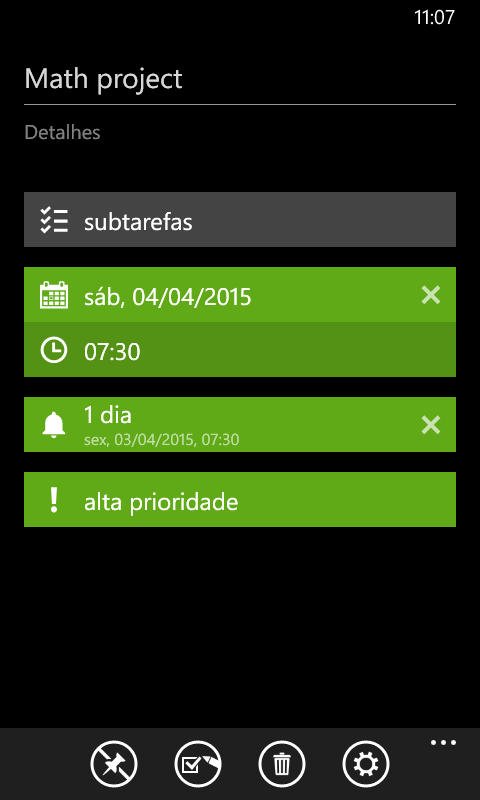 11:07
Math project
Detalhes
subtarefas
sáb, 04/04/2015
07:30
1 dia
sex, 03/04/2015, 07:30
alta prioridade